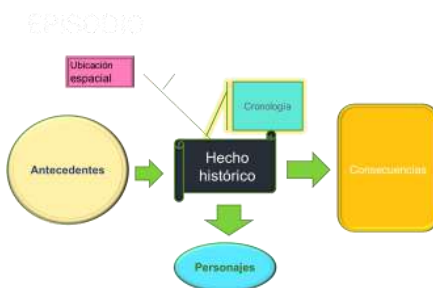 EPISODIO
Ubicación
espacial
Cronología
Antecedentes
Hecho
histórico
Consecuencias
Personajes